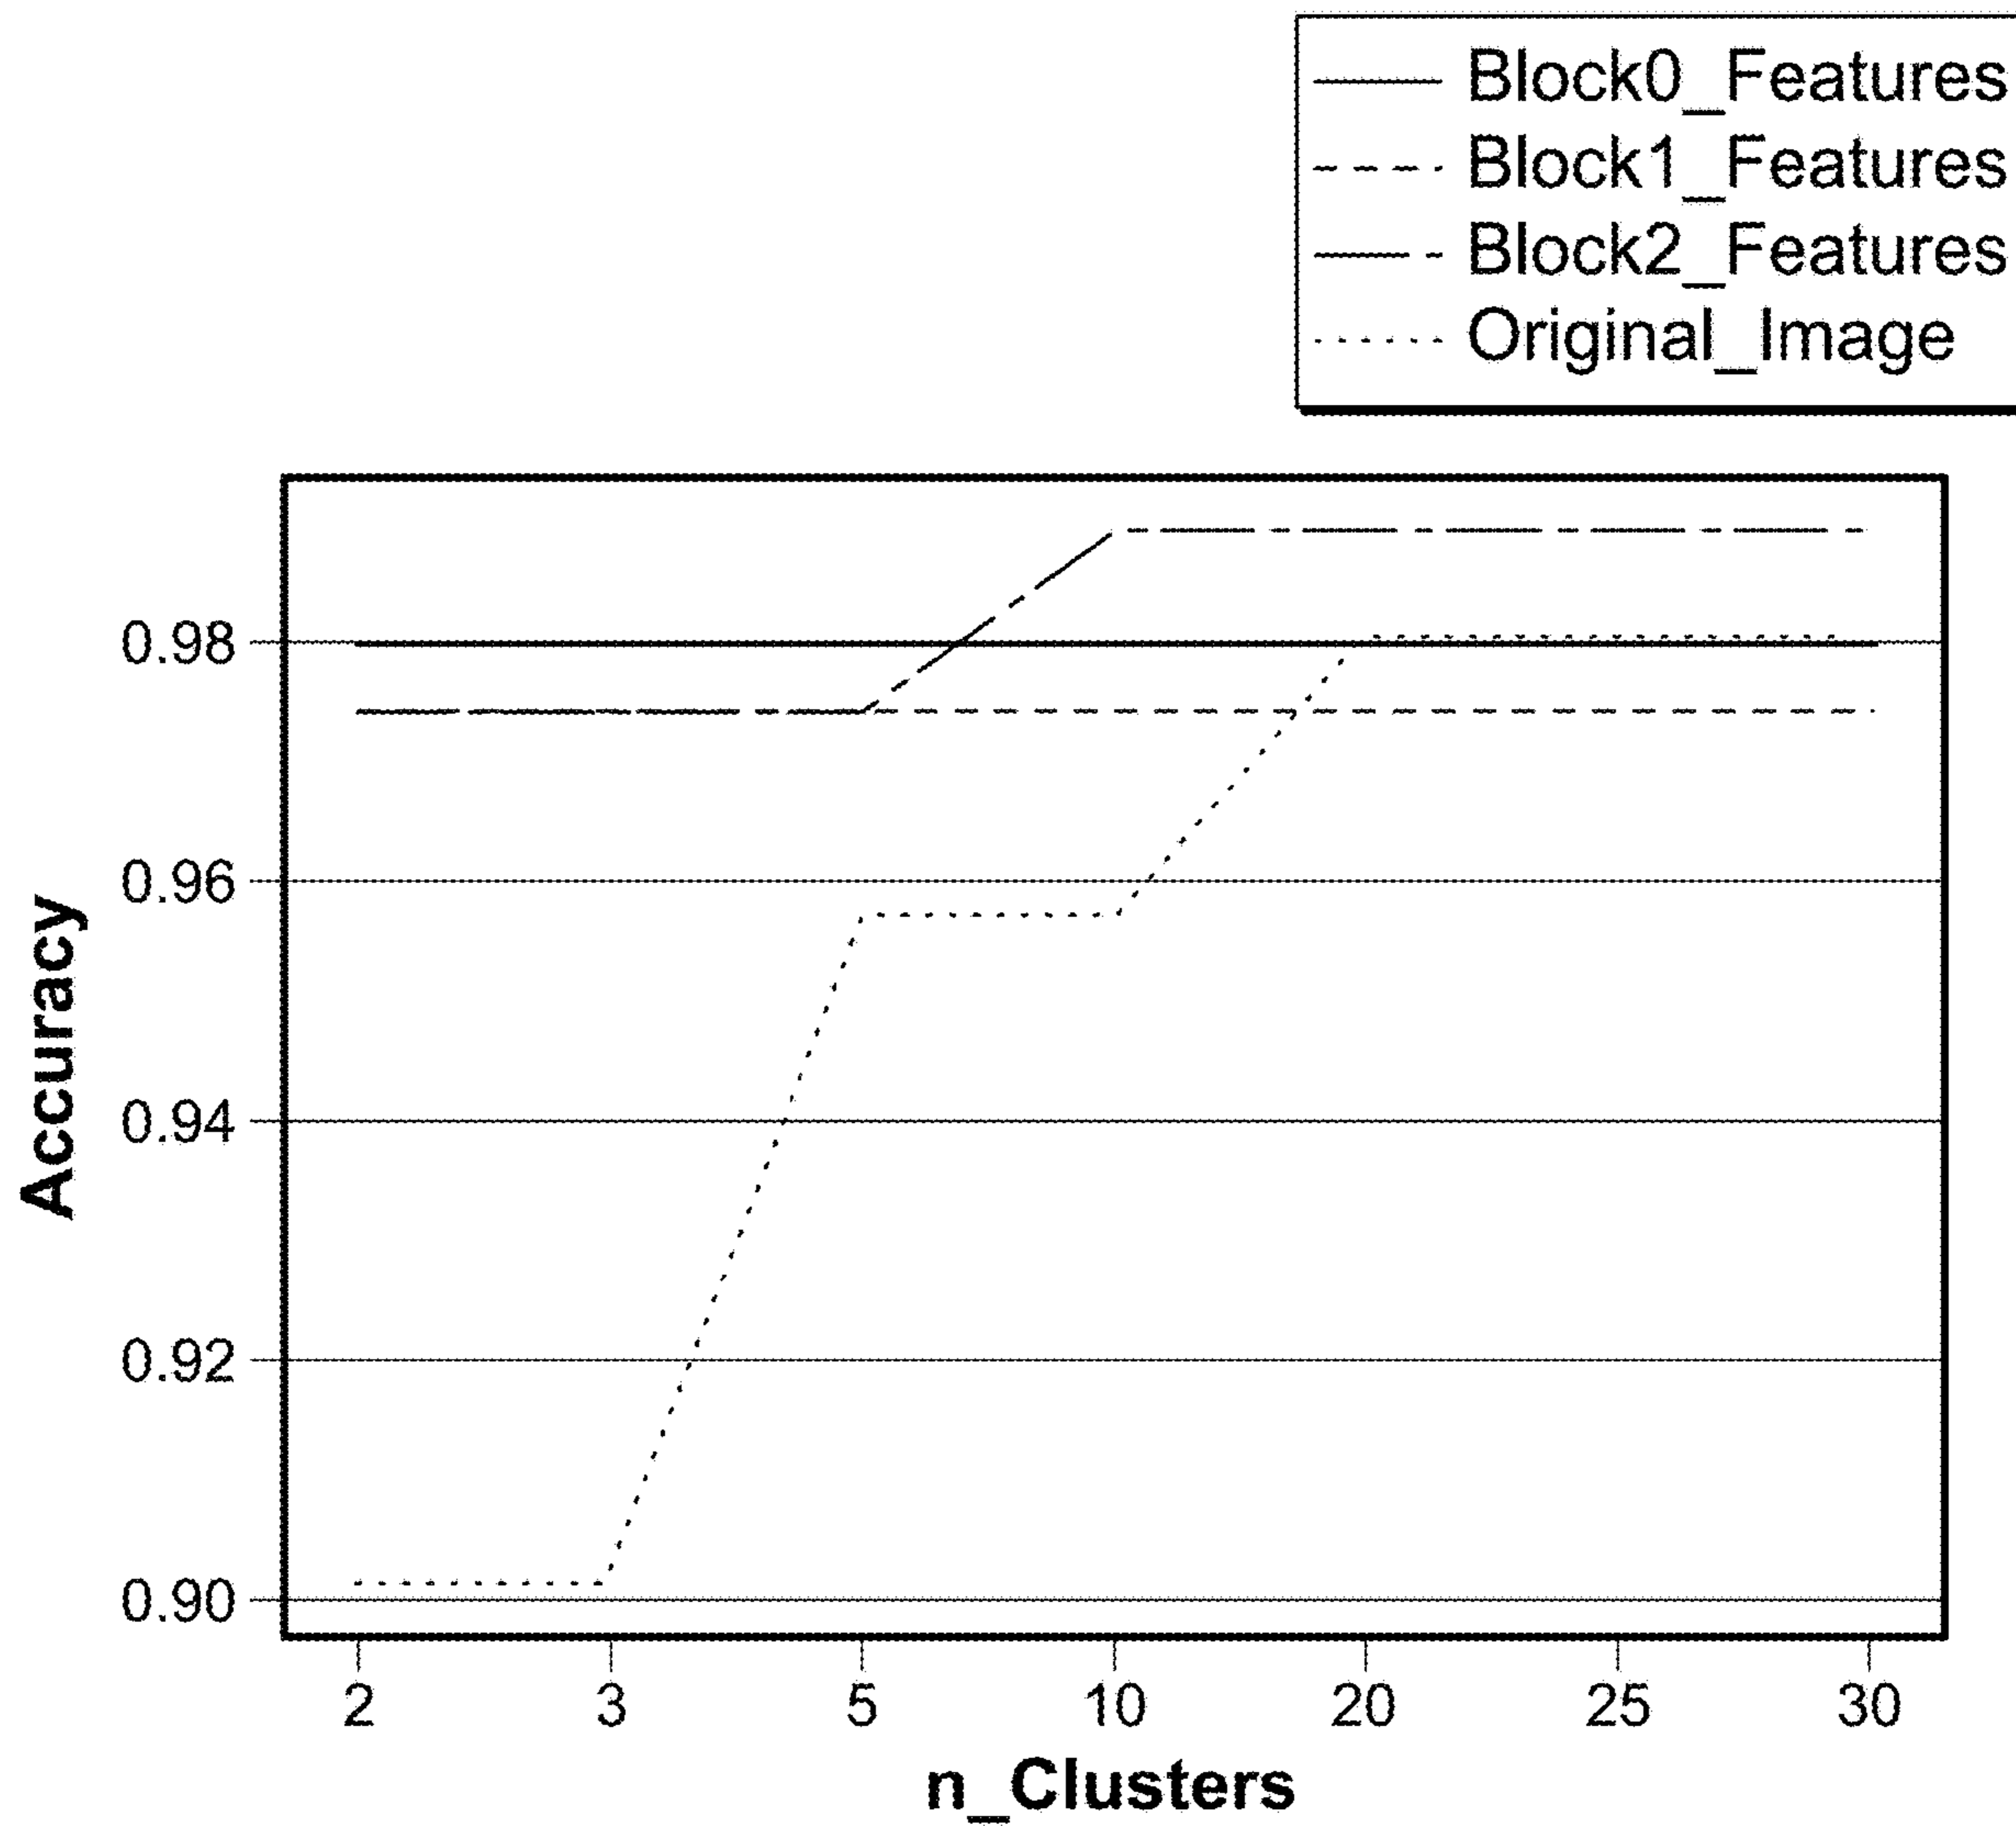 Block0_Features
Block1_Features
Block2_Features
Original_Image
Accuracy
0.98
0.96
0.94
0.92
0.90
2 3 5 10 20 25 30
n_Clusters